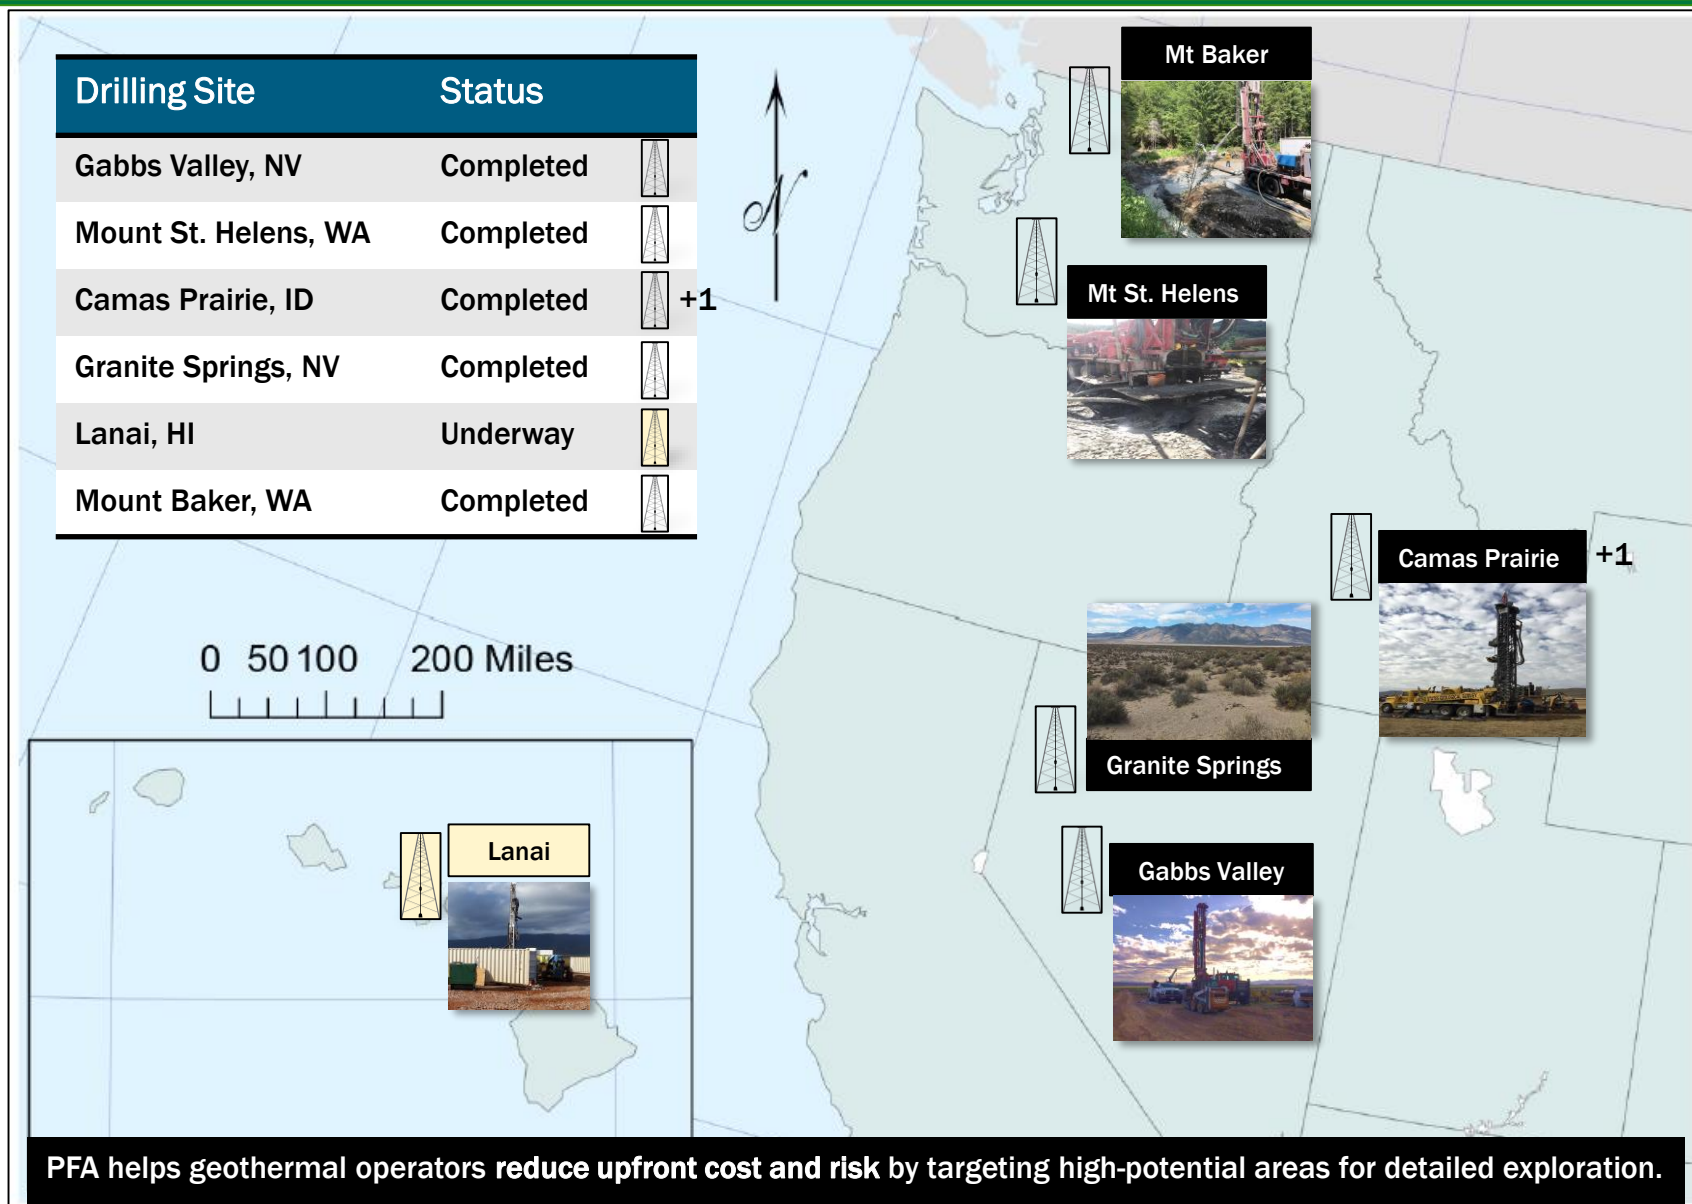 Drilling Site Status
Gabbs Valley, NV Completed
Mount St. Helens, WA Completed
Camas Prairie, ID Completed +1
Granite Springs, NV Completed
Lanai, HI Underway
Mount Baker, WA Completed
N
Mt Baker
Mt St. Helens
Camas Prairie +1
Granite Springs
Gabbs Valley
0 50 100 200 Miles
Lanai
PFA helps geothermal operators reduce upfront cost and risk by targeting high-potential areas for detailed exploration.